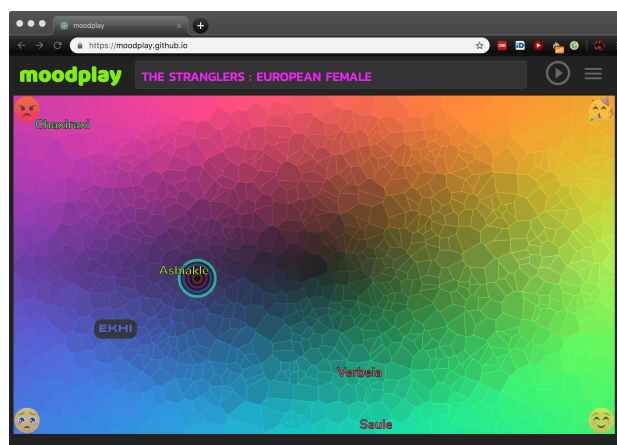 moodplay
https://moodplay.github.io
moodplay
THE STRANGLERS : EUROPEAN FEMALE
Chaxiraxi
Ashiakle
EKHI
Verbeia
Saule